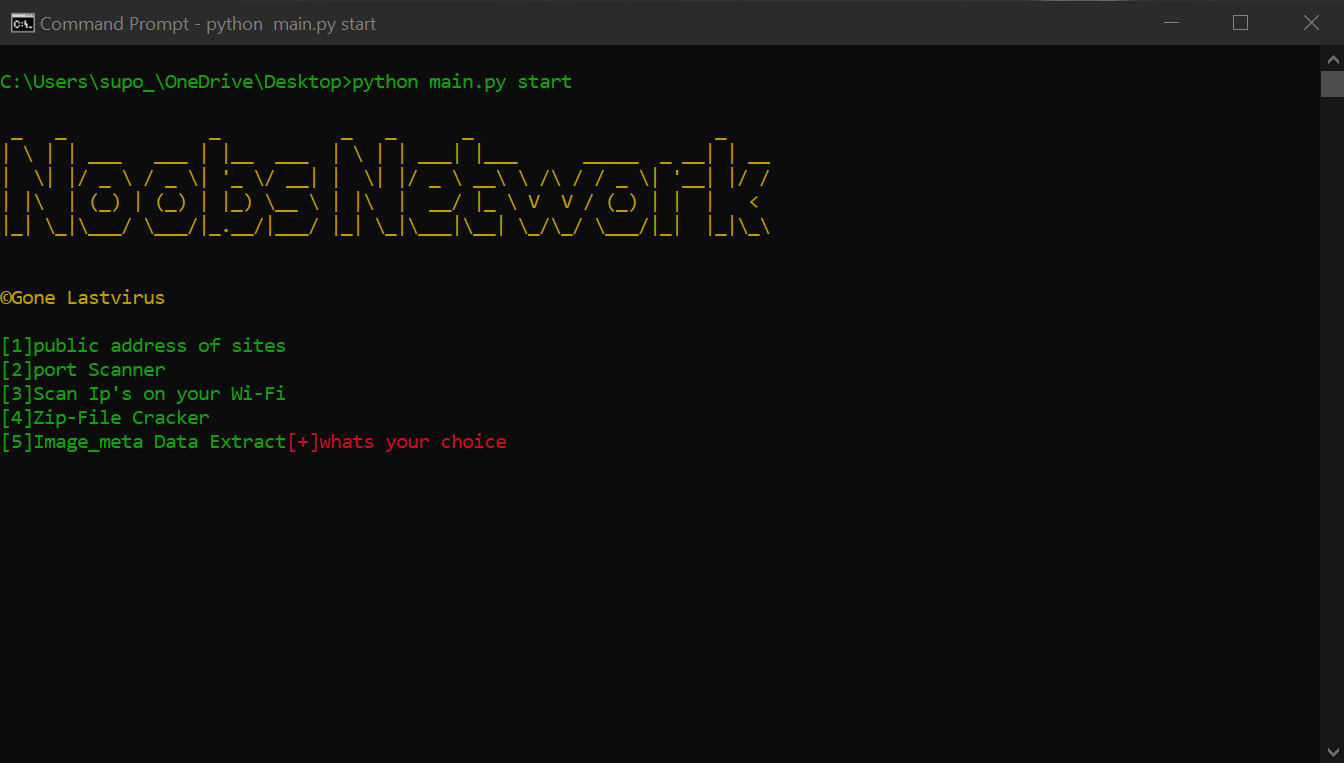 Command Prompt - python  main.py start
C:\Users\supo_\OneDrive\Desktop>python main.py start
Noobs Network
©Gone Lastvirus
[1]public address of sites
[2]port Scanner
[3]Scan Ip's on your Wi-Fi
[4]Zip-File Cracker
[5]Image_meta Data Extract[+]whats your choice